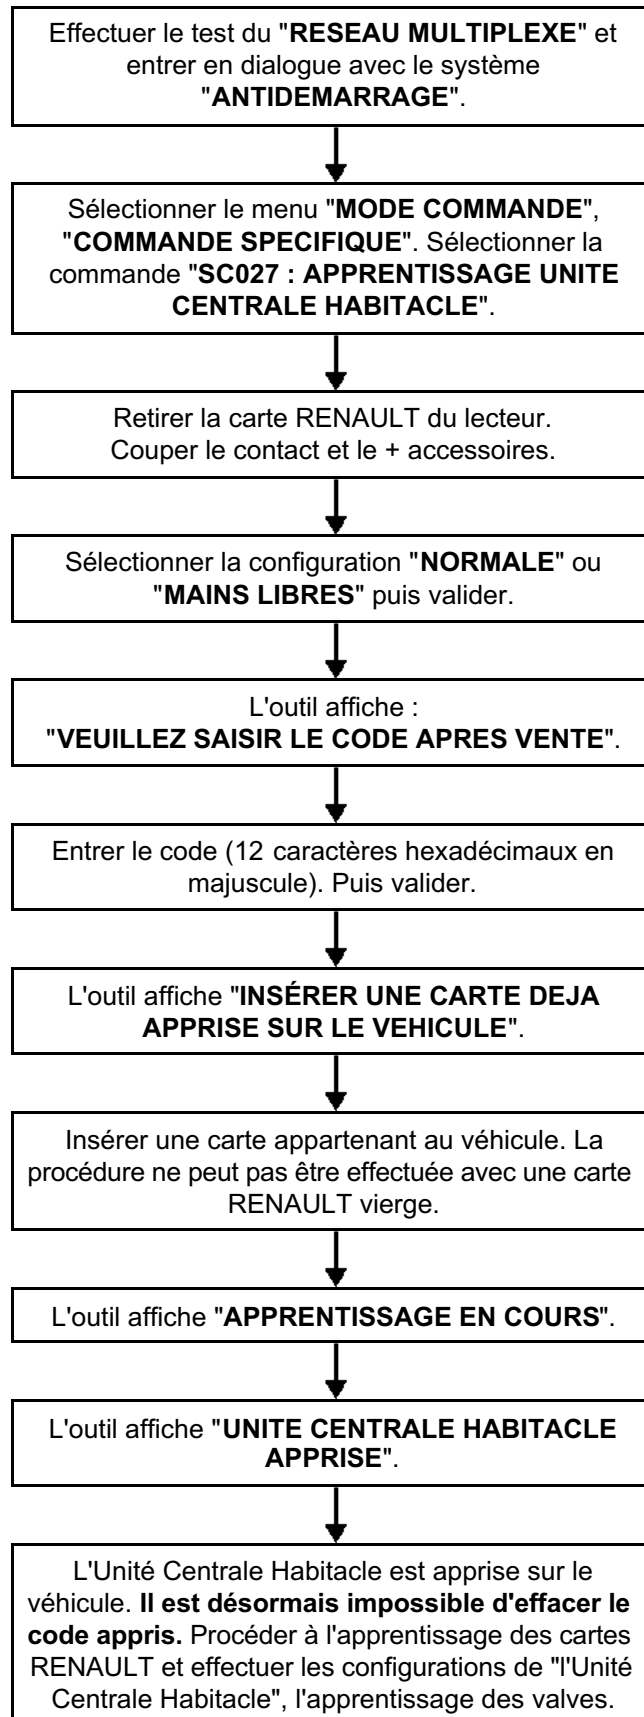 Effectuer le test du "RESEAU MULTIPLEXE" et
entrer en dialogue avec le système
"ANTIDEMARRAGE".
Sélectionner le menu "MODE COMMANDE",
"COMMANDE SPECIFIQUE". Sélectionner la
commande "SC027 : APPRENTISSAGE UNITE
CENTRALE HABITACLE".
Retirer la carte RENAULT du lecteur.
Couper le contact et le + accessoires.
Sélectionner la configuration "NORMALE" ou
"MAINS LIBRES" puis valider.
L'outil affiche :
"VEUILLEZ SAISIR LE CODE APRES VENTE".
Entrer le code (12 caractères hexadécimaux en
majuscule). Puis valider.
L'outil affiche "INSÉRER UNE CARTE DEJA
APPRISE SUR LE VEHICULE".
Insérer une carte appartenant au véhicule. La
procédure ne peut pas être effectuée avec une carte
RENAULT vierge.
L'outil affiche "APPRENTISSAGE EN COURS".
L'outil affiche "UNITE CENTRALE HABITACLE
APPRISE".
L'Unité Centrale Habitacle est apprise sur le
véhicule. Il est désormais impossible d'effacer le
code appris. Procéder à l'apprentissage des cartes
RENAULT et effectuer les configurations de "l'Unité
Centrale Habitacle", l'apprentissage des valves.